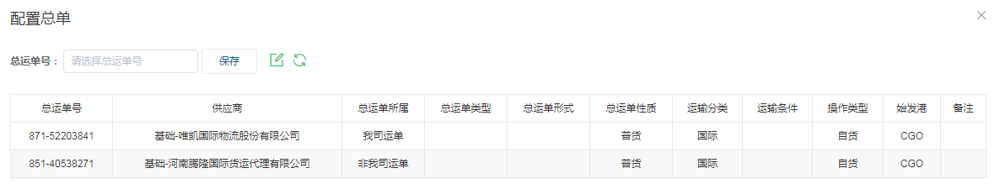 配置总单
总运单号： 请选择总运单号 保存
总运单号 供应商 总运单所属 总运单类型 总运单形式 总运单性质 运输分类 运输条件 操作类型 始发港 备注
871-52203841 基础-唯凯国际物流股份有限公司 我司运单 普货 国际 自货 CGO
851-40538271 基础-河南腾隆国际货运代理有限公司 非我司运单 普货 国际 自货 CGO